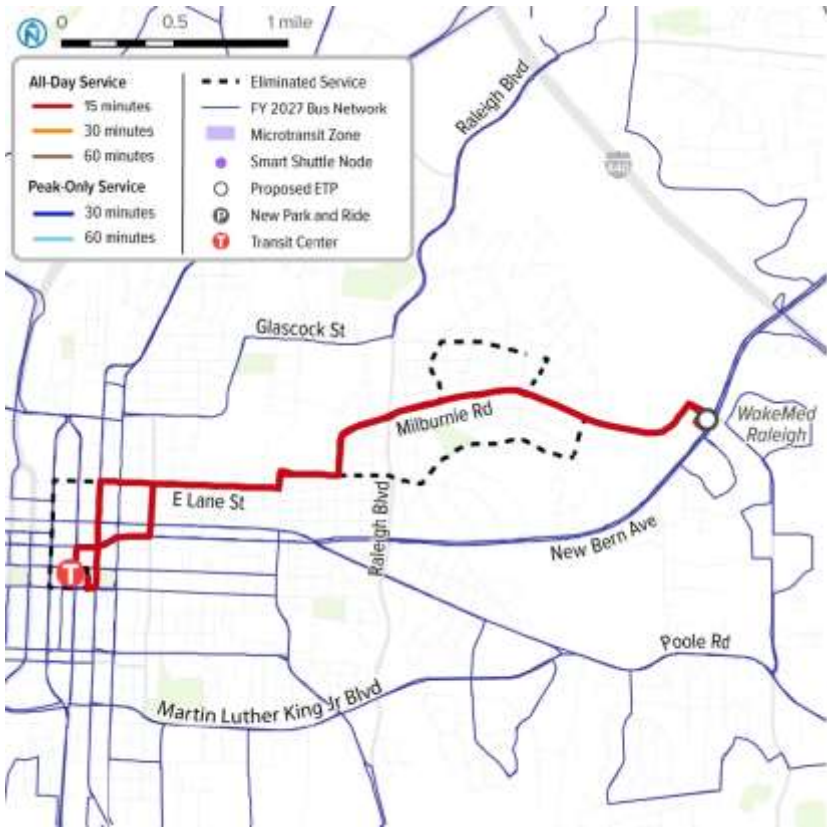 N
0 0.5 1 mile
All-Day Service
15 minutes
30 minutes
60 minutes
Peak-Only Service
30 minutes
60 minutes
Eliminated Service
FY 2027 Bus Network
Microtransit Zone
Smart Shuttle Node
Proposed ETP
P New Park and Ride
T Transit Center
Raleigh Blvd
440
Glascock St
Milburnie Rd
WakeMed
Raleigh
E Lane St
Raleigh Blvd
New Bern Ave
T
Poole Rd
Martin Luther King Jr Blvd